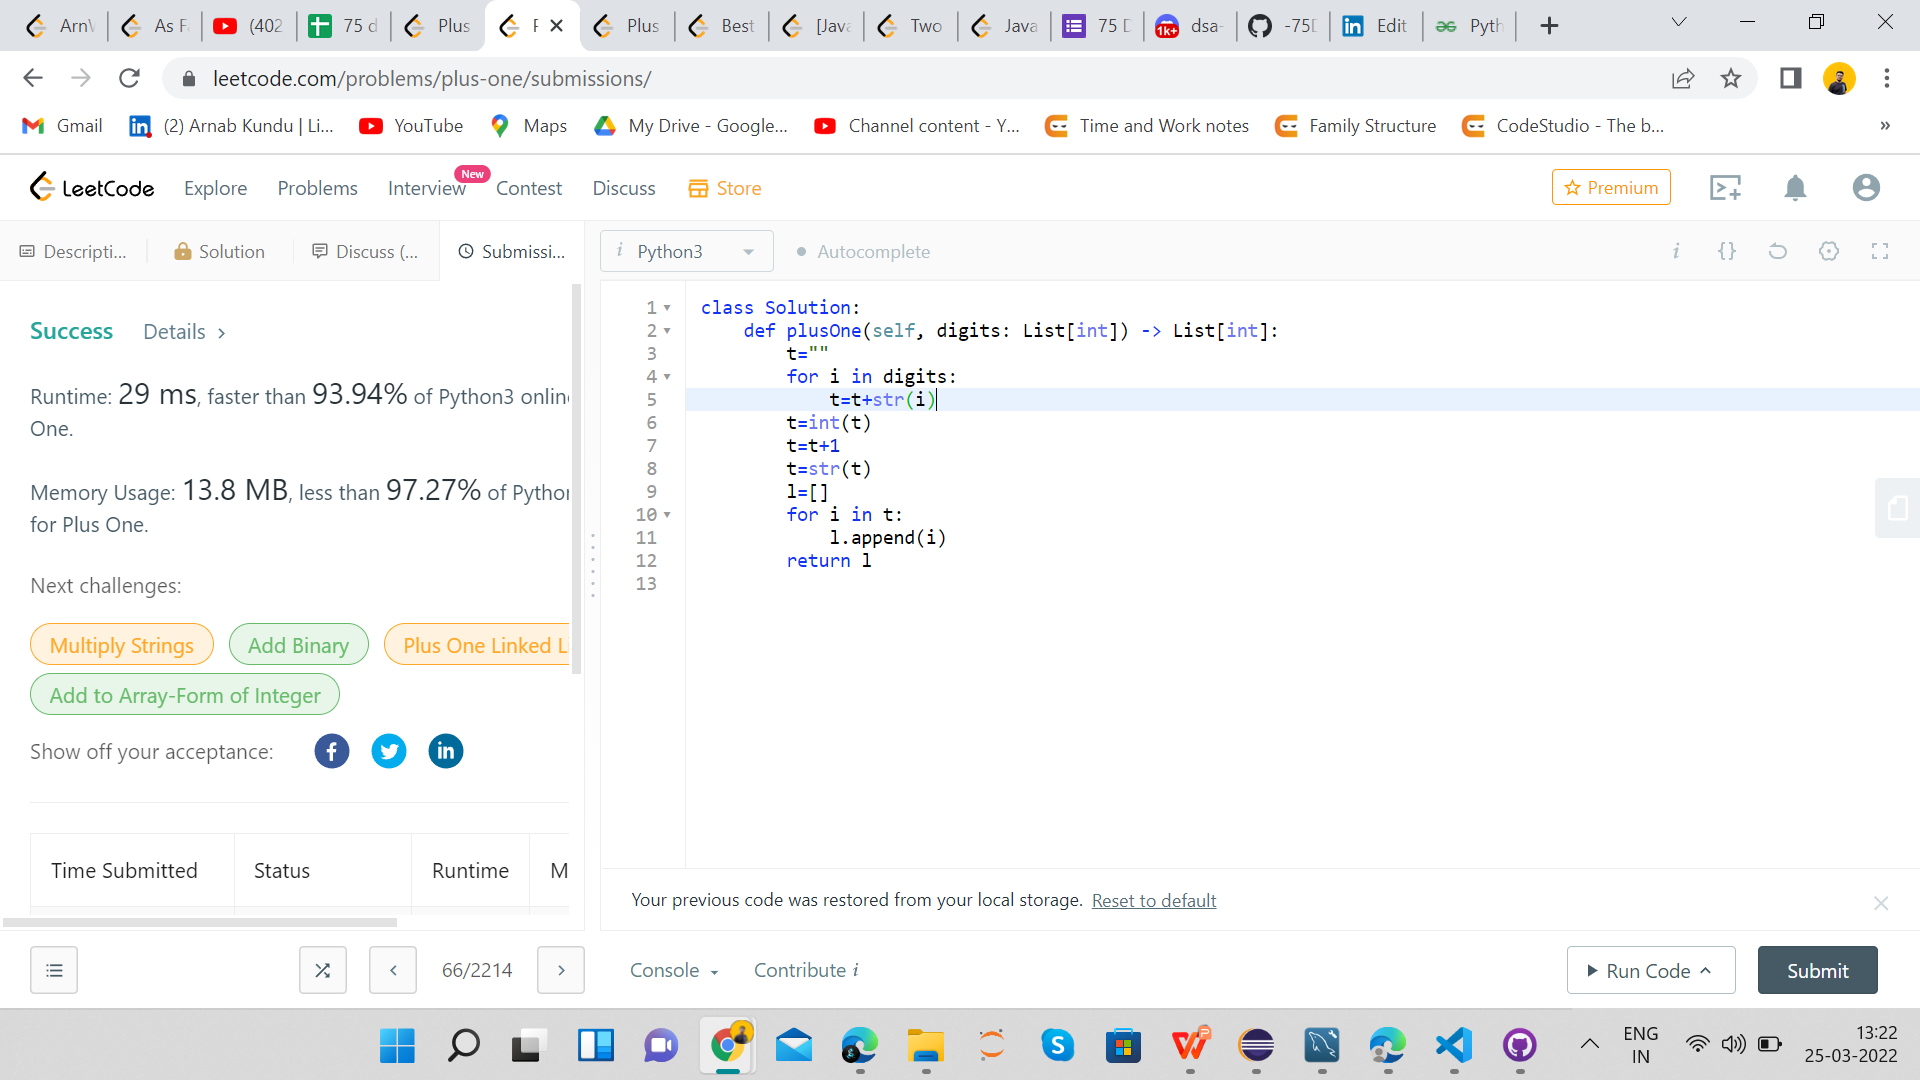 ArnV
As F
(402
75 d
Plus
F
Plus
Best
[Java
Two
Java
75 D
dsa-
-75D
Edit
Pyth
leetcode.com/problems/plus-one/submissions/
Gmail
(2) Arnab Kundu | Li...
YouTube
Maps
My Drive - Google...
Channel content - Y...
Time and Work notes
Family Structure
CodeStudio - The b...
»
LeetCode
Explore
Problems
Interview
New
Contest
Discuss
Store
Premium
Descripti...
Solution
Discuss (...
Submissi...
i Python3
Autocomplete
i {}
Success Details >
Runtime: 29 ms, faster than 93.94% of Python3 online
One.
Memory Usage: 13.8 MB, less than 97.27% of Python
for Plus One.
Next challenges:
Multiply Strings
Add Binary
Plus One Linked L
Add to Array-Form of Integer
Show off your acceptance:
Time Submitted Status Runtime M
1 class Solution:
2 def plusOne(self, digits: List[int]) -> List[int]:
3 t=""
4 for i in digits:
5 t=t+str(i)
6 t=int(t)
7 t=t+1
8 t=str(t)
9 l=[]
10 for i in t:
11 l.append(i)
12 return l
13
Your previous code was restored from your local storage. Reset to default
66/2214
Console
Contribute i
Run Code
Submit
ENG
IN
13:22
25-03-2022